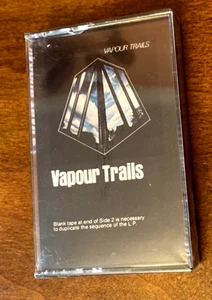 VAPOUR TRAILS
Vapour Trails
Blank tape at end of Side 2 is necessary
to duplicate the sequence of the L.P.